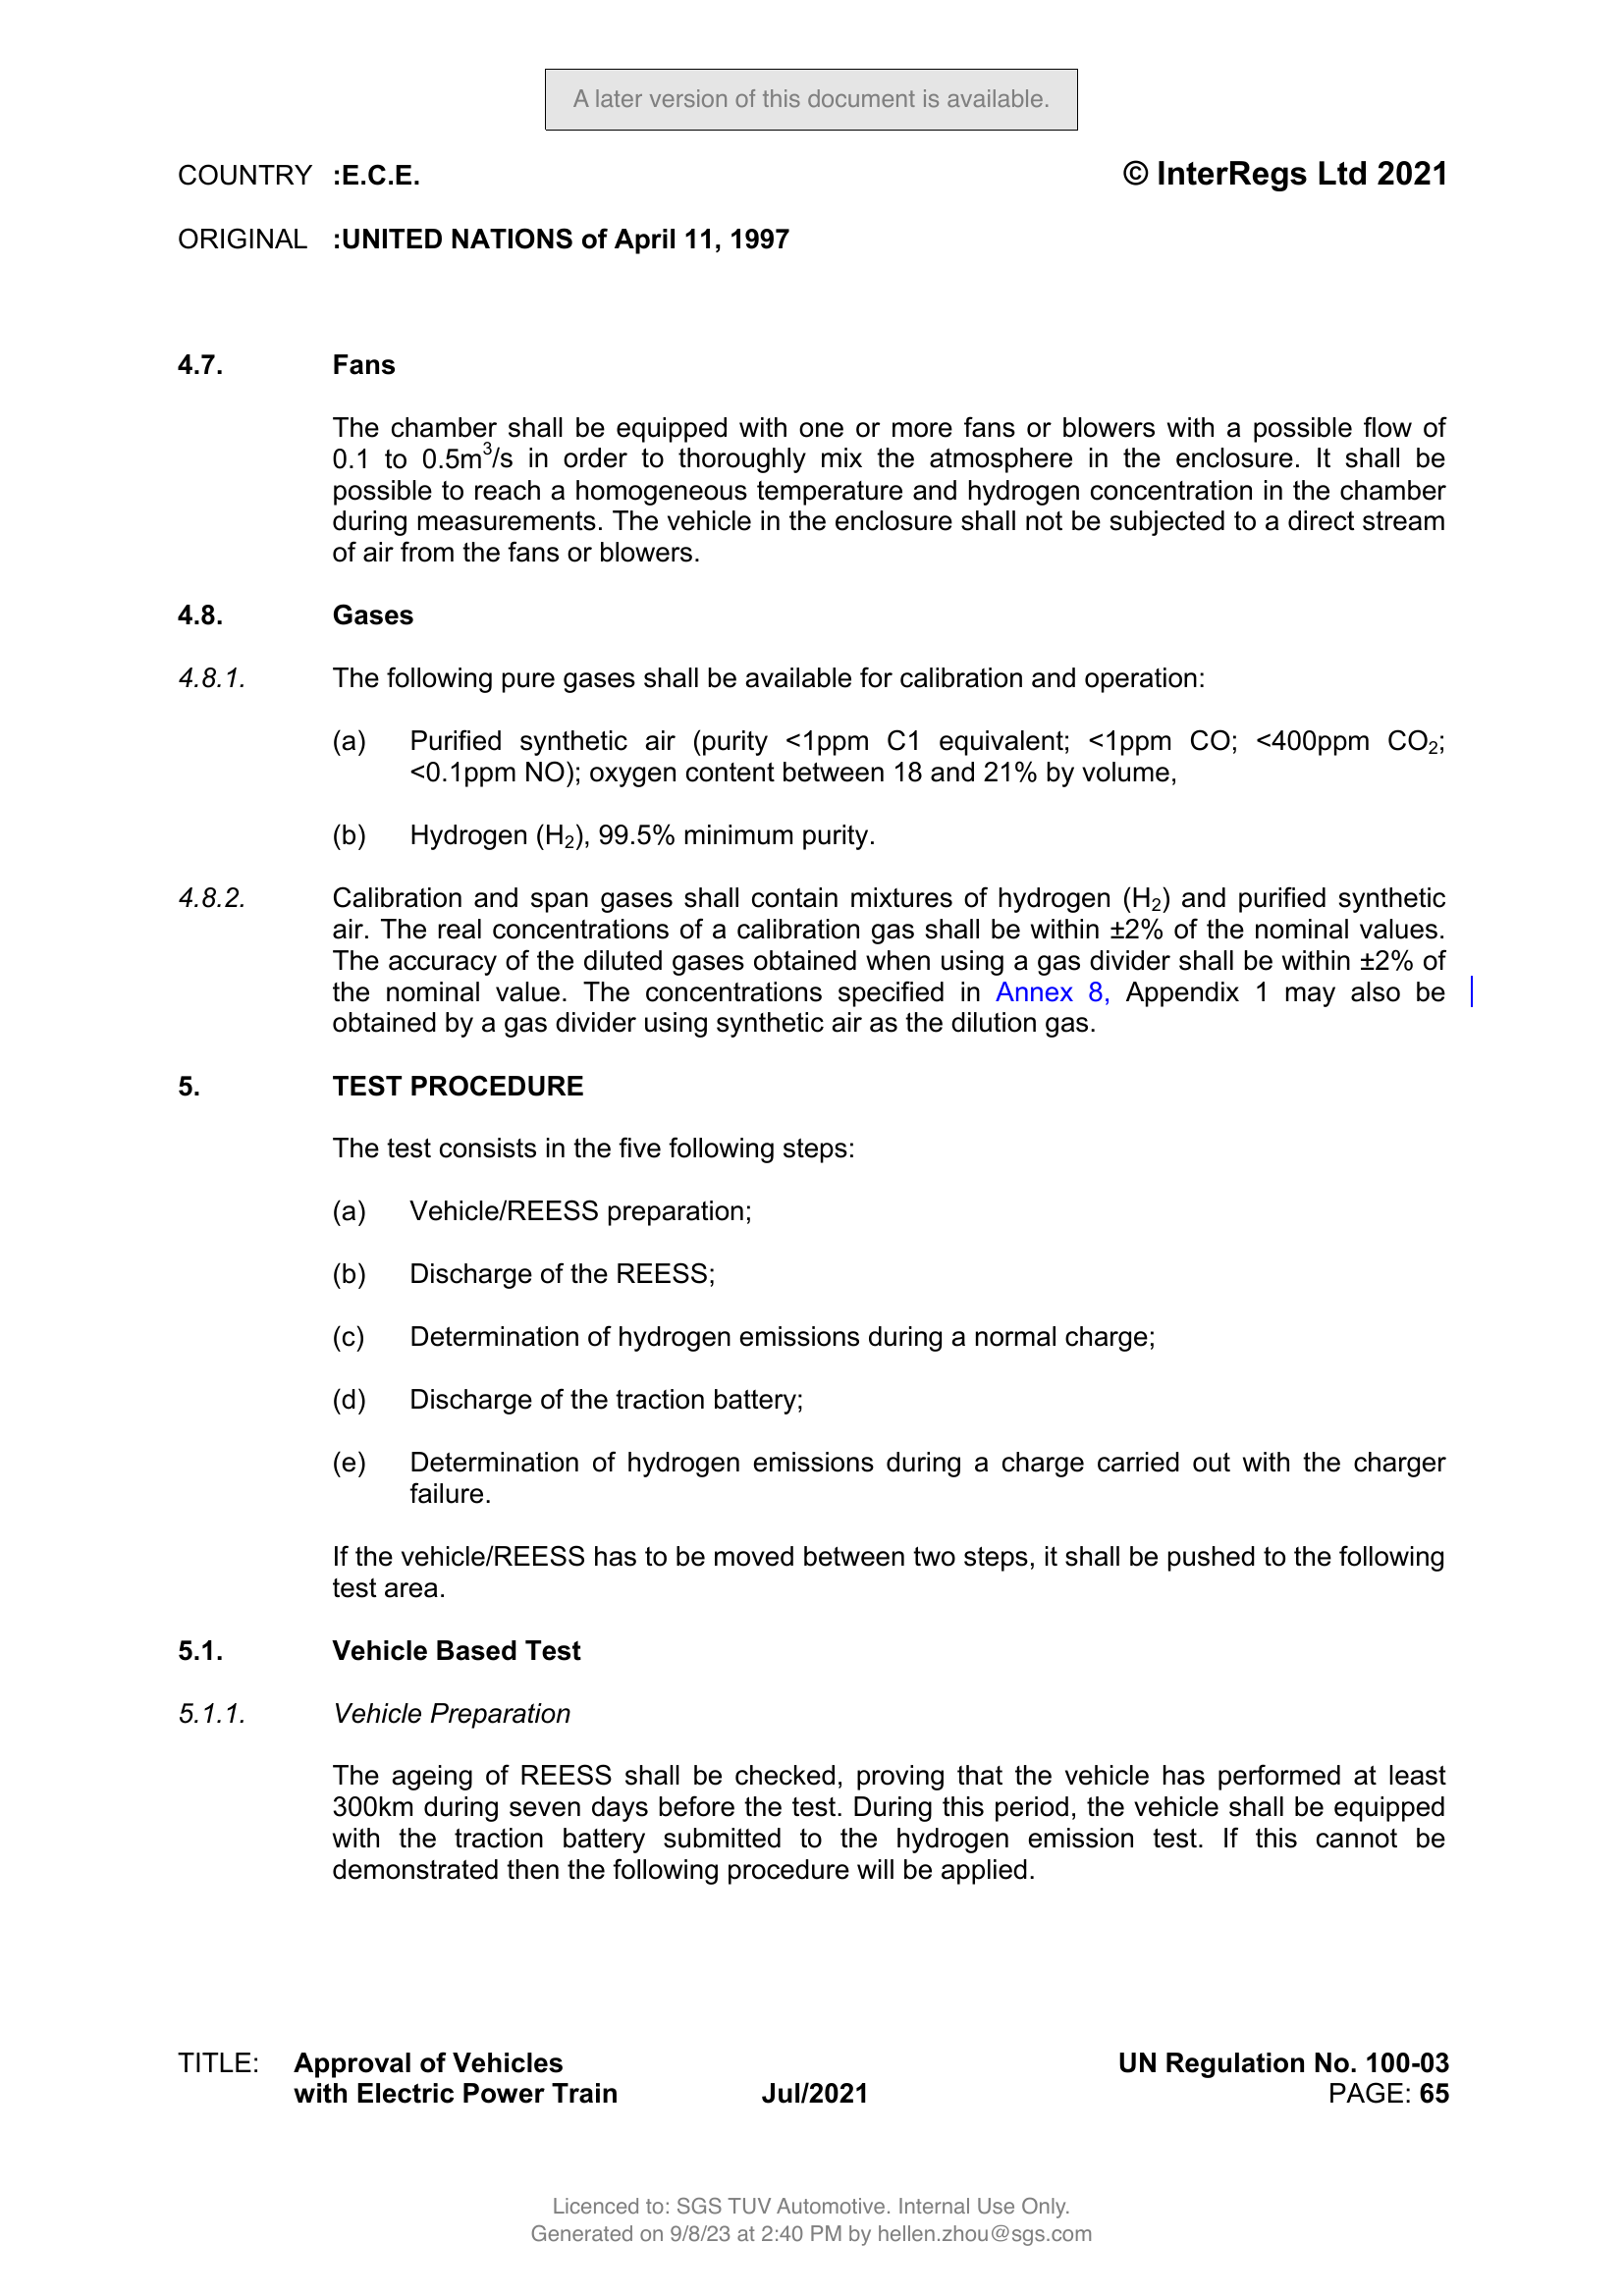 A later version of this document is available.
COUNTRY :E.C.E. © InterRegs Ltd 2021
ORIGINAL :UNITED NATIONS of April 11, 1997
4.7. Fans
The chamber shall be equipped with one or more fans or blowers with a possible flow of
0.1 to 0.5m³/s in order to thoroughly mix the atmosphere in the enclosure. It shall be
possible to reach a homogeneous temperature and hydrogen concentration in the chamber
during measurements. The vehicle in the enclosure shall not be subjected to a direct stream
of air from the fans or blowers.
4.8. Gases
4.8.1. The following pure gases shall be available for calibration and operation:
(a) Purified synthetic air (purity <1ppm C1 equivalent; <1ppm CO; <400ppm CO₂;
<0.1ppm NO); oxygen content between 18 and 21% by volume,
(b) Hydrogen (H₂), 99.5% minimum purity.
4.8.2. Calibration and span gases shall contain mixtures of hydrogen (H₂) and purified synthetic
air. The real concentrations of a calibration gas shall be within ±2% of the nominal values.
The accuracy of the diluted gases obtained when using a gas divider shall be within ±2% of
the nominal value. The concentrations specified in Annex 8, Appendix 1 may also be
obtained by a gas divider using synthetic air as the dilution gas.
5. TEST PROCEDURE
The test consists in the five following steps:
(a) Vehicle/REESS preparation;
(b) Discharge of the REESS;
(c) Determination of hydrogen emissions during a normal charge;
(d) Discharge of the traction battery;
(e) Determination of hydrogen emissions during a charge carried out with the charger
failure.
If the vehicle/REESS has to be moved between two steps, it shall be pushed to the following
test area.
5.1. Vehicle Based Test
5.1.1. Vehicle Preparation
The ageing of REESS shall be checked, proving that the vehicle has performed at least
300km during seven days before the test. During this period, the vehicle shall be equipped
with the traction battery submitted to the hydrogen emission test. If this cannot be
demonstrated then the following procedure will be applied.
TITLE: Approval of Vehicles UN Regulation No. 100-03
with Electric Power Train Jul/2021 PAGE: 65
Licenced to: SGS TUV Automotive. Internal Use Only.
Generated on 9/8/23 at 2:40 PM by hellen.zhou@sgs.com